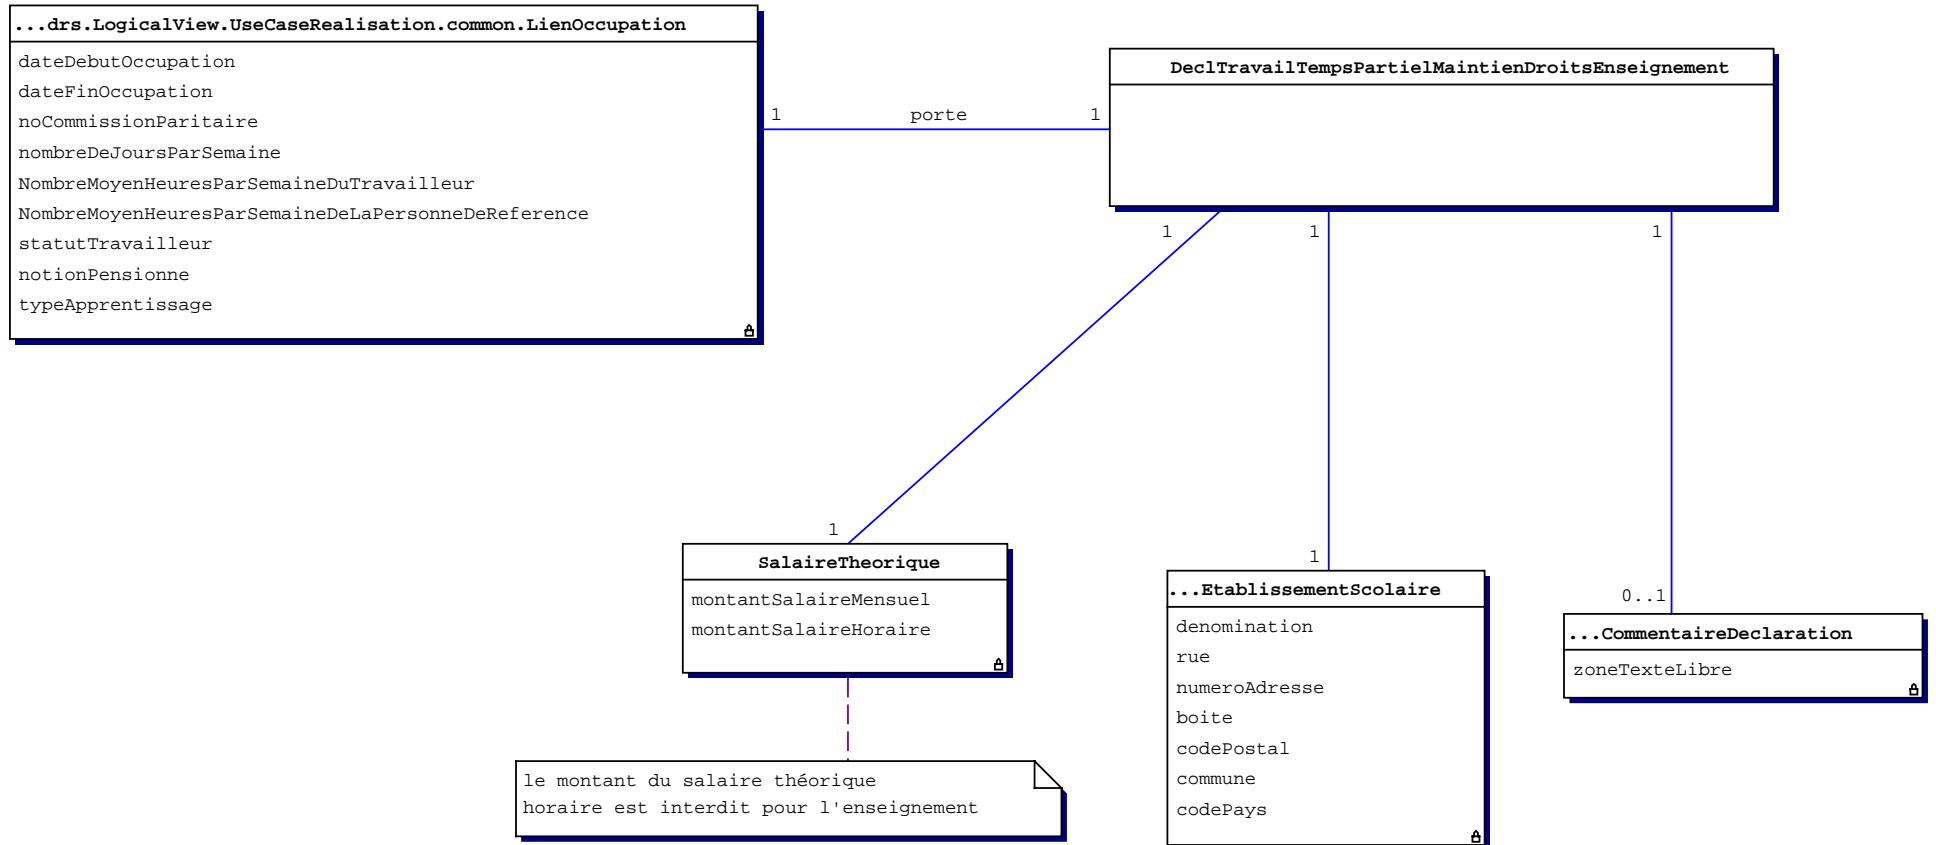 ...drs.LogicalView.UseCaseRealisation.common.LienOccupation
dateDebutOccupation
dateFinOccupation
noCommissionParitaire
nombreDeJoursParSemaine
NombreMoyenHeuresParSemaineDuTravailleur
NombreMoyenHeuresParSemaineDeLaPersonneDeReference
statutTravailleur
notionPensionne
typeApprentissage
1 porte 1
DeclTravailTempsPartielMaintienDroitsEnseignement
1 1 1
1
SalaireTheorique
montantSalaireMensuel
montantSalaireHoraire
le montant du salaire théorique
horaire est interdit pour l'enseignement
1
...EtablissementScolaire
denomination
rue
numeroAdresse
boite
codePostal
commune
codePays
0..1
...CommentaireDeclaration
zoneTexteLibre